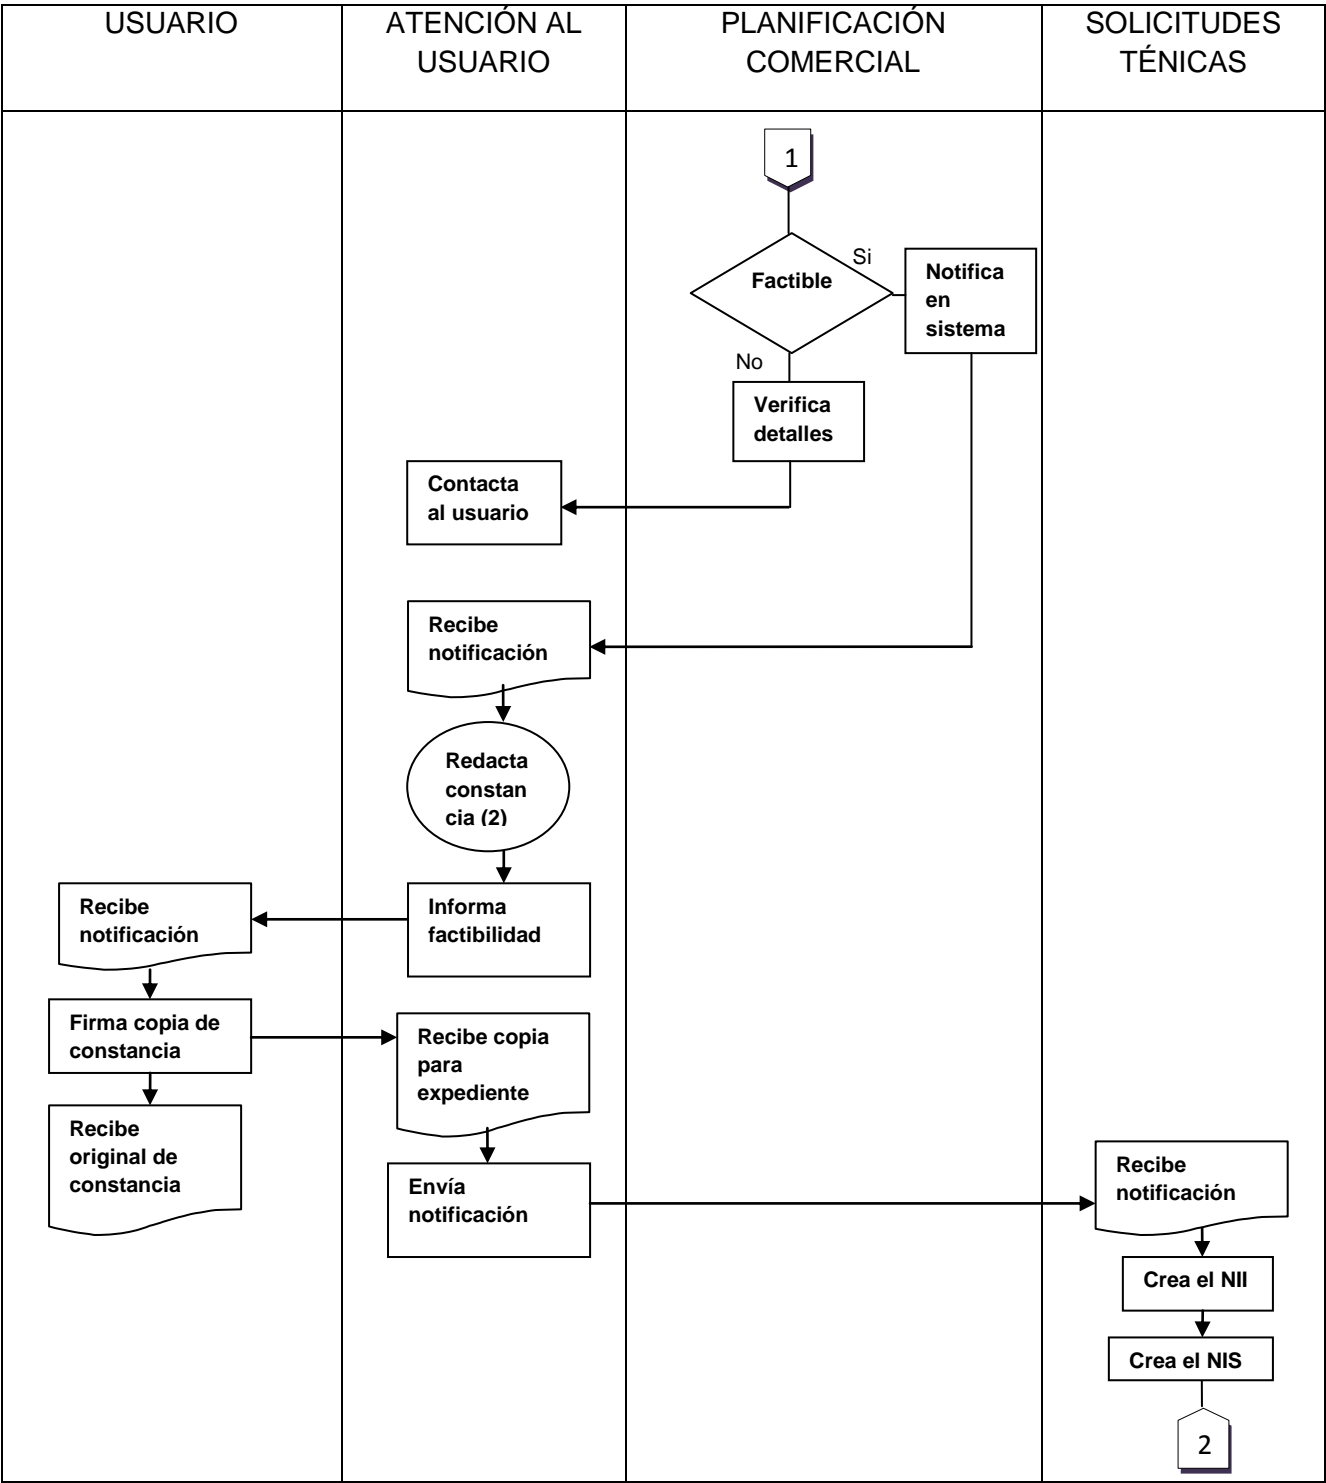 USUARIO
ATENCIÓN AL
USUARIO
PLANIFICACIÓN
COMERCIAL
SOLICITUDES
TÉNICAS
1
Factible
Si
Notifica
en
sistema
No
Verifica
detalles
Contacta
al usuario
Recibe
notificación
Redacta
constan
cia (2)
Informa
factibilidad
Recibe
notificación
Firma copia de
constancia
Recibe copia
para
expediente
Recibe
original de
constancia
Envía
notificación
Recibe
notificación
Crea el NII
Crea el NIS
2